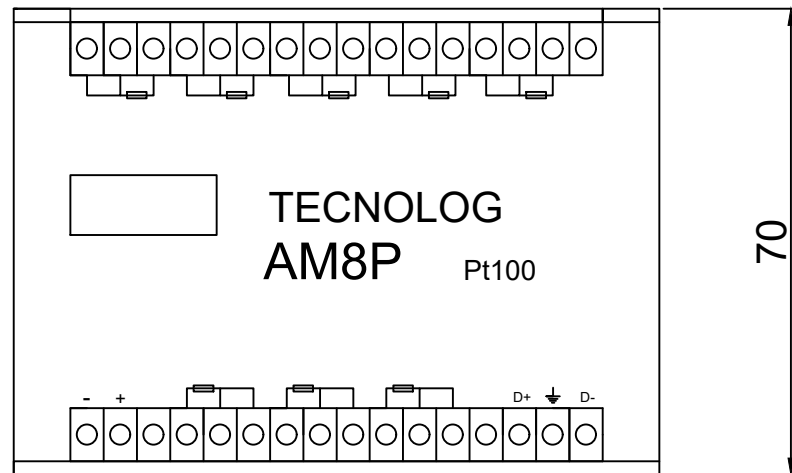 TECNOLOG
AM8P Pt100
70
- + D+ ⏚ D-